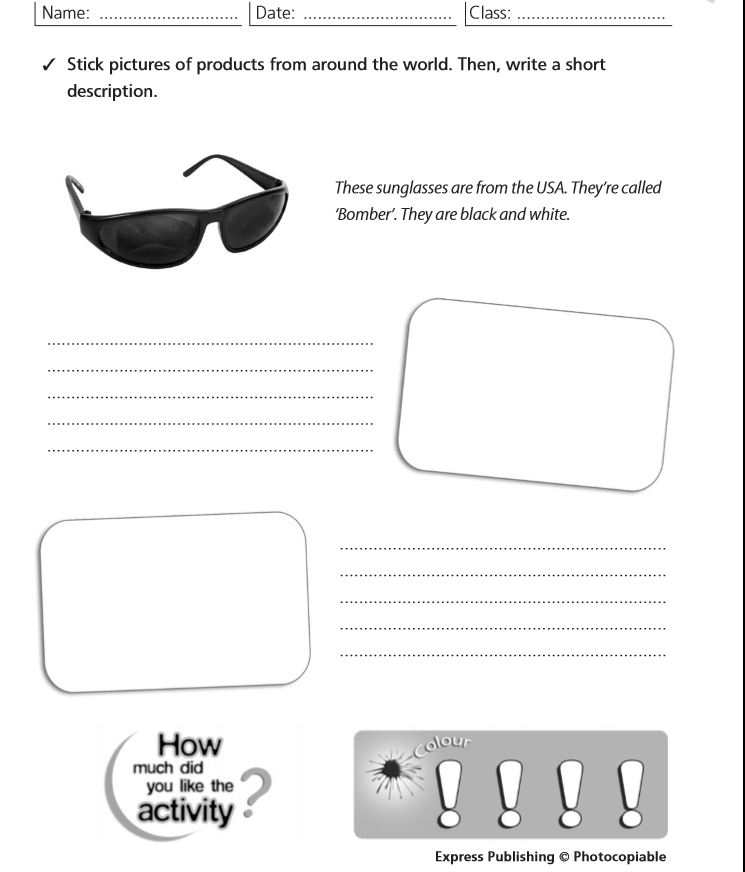 Name: ............................. Date: ............................... Class: ...............................
✓ Stick pictures of products from around the world. Then, write a short
description.
These sunglasses are from the USA. They're called
'Bomber'. They are black and white.
....................................................................
....................................................................
....................................................................
....................................................................
....................................................................
....................................................................
....................................................................
....................................................................
....................................................................
....................................................................
How
much did
you like the
activity?
Colour
! ! ! !
Express Publishing © Photocopiable